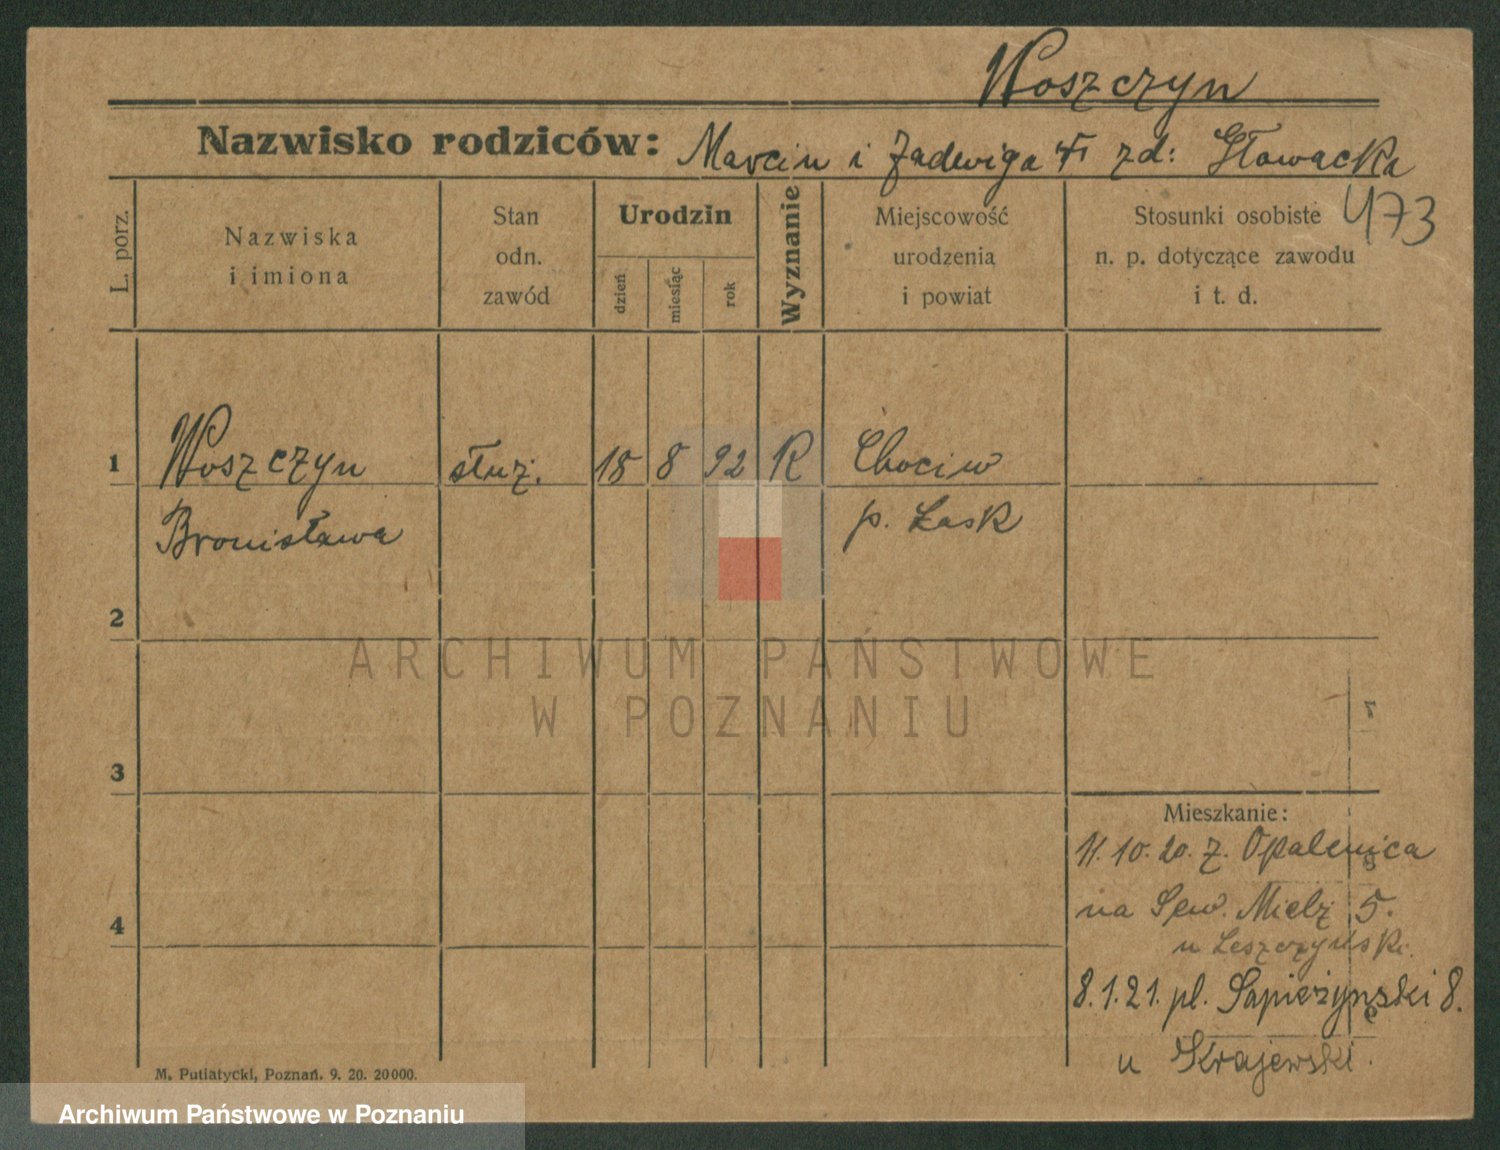 Woszczyn
Nazwisko rodziców: Marcin i Jadwiga zd: Słowacka
473
L. porz.
Nazwiska
i imiona
Stan
odn.
zawód
Urodzin
dzień
miesiąc
rok
Wyznanie
Miejscowość
urodzenia
i powiat
Stosunki osobiste
n. p. dotyczące zawodu
i t. d.
1 Woszczyn służ. 18 8 92 R Chociw
Bronisława p. Łask
2
ARCHIWUM PAŃSTWOWE
W POZNANIU
3
Mieszkanie:
11.10.20. z. Opalenica
na Sew. Mielż 5.
u Leszczyński.
4
8.1.21. pl. Sapieżyński 8.
u Krajewski.
M. Putiatycki, Poznań. 9. 20. 20000.
Archiwum Państwowe w Poznaniu